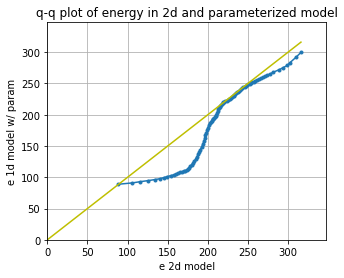 q-q plot of energy in 2d and parameterized model
300
250
200
150
100
50
0
e 1d model w/ param
0 50 100 150 200 250 300
e 2d model